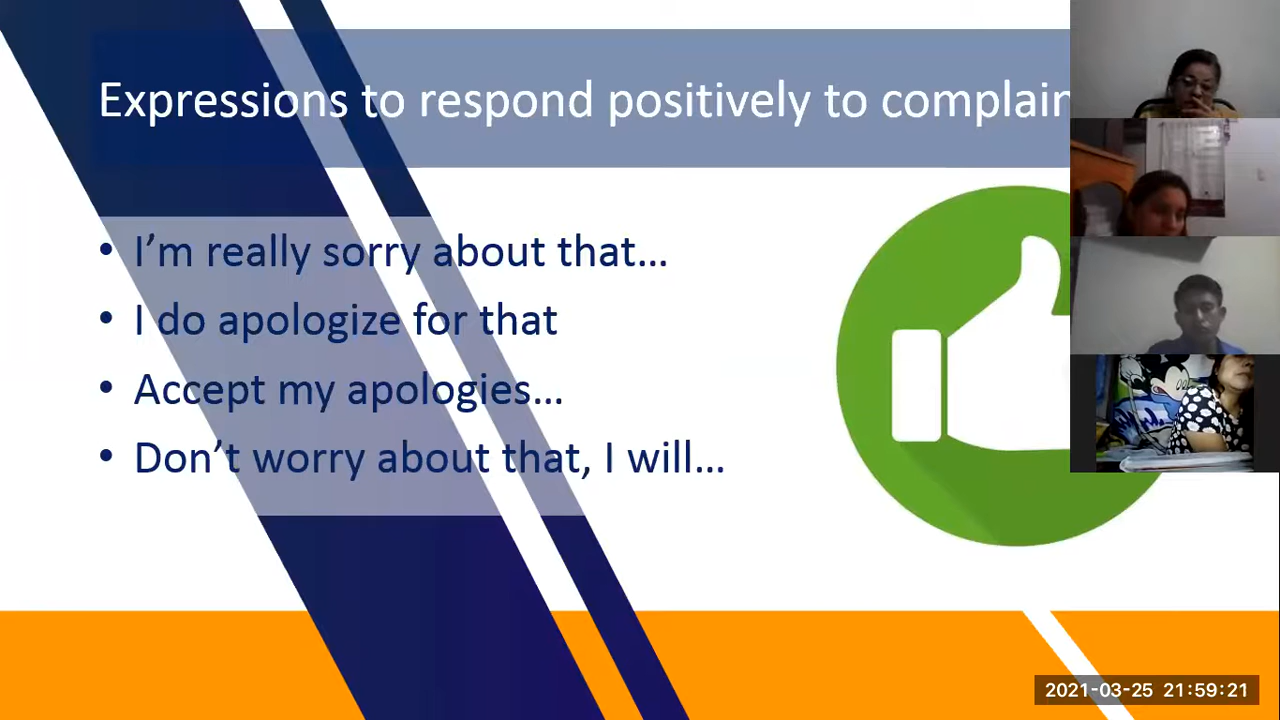 Expressions to respond positively to complain
• I'm really sorry about that...
• I do apologize for that
• Accept my apologies...
• Don't worry about that, I will...
2021-03-25 21:59:21